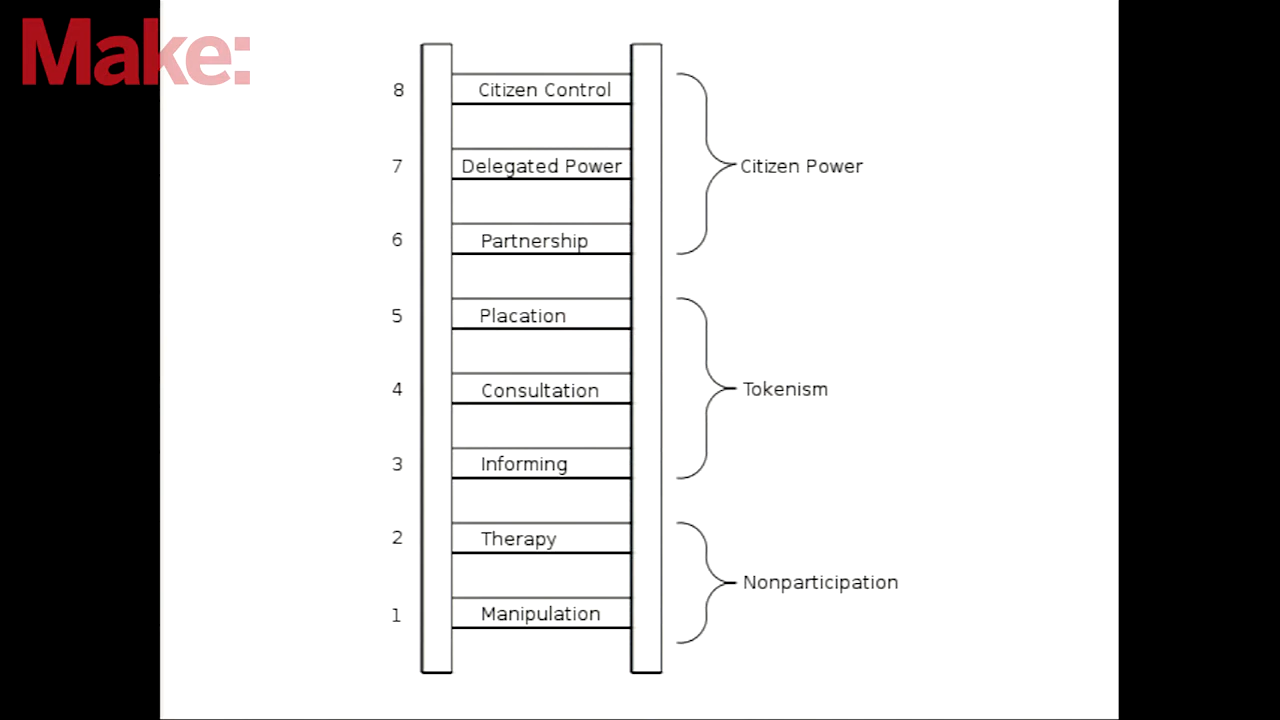 Make:
8 Citizen Control
7 Delegated Power Citizen Power
6 Partnership
5 Placation
4 Consultation Tokenism
3 Informing
2 Therapy
Nonparticipation
1 Manipulation